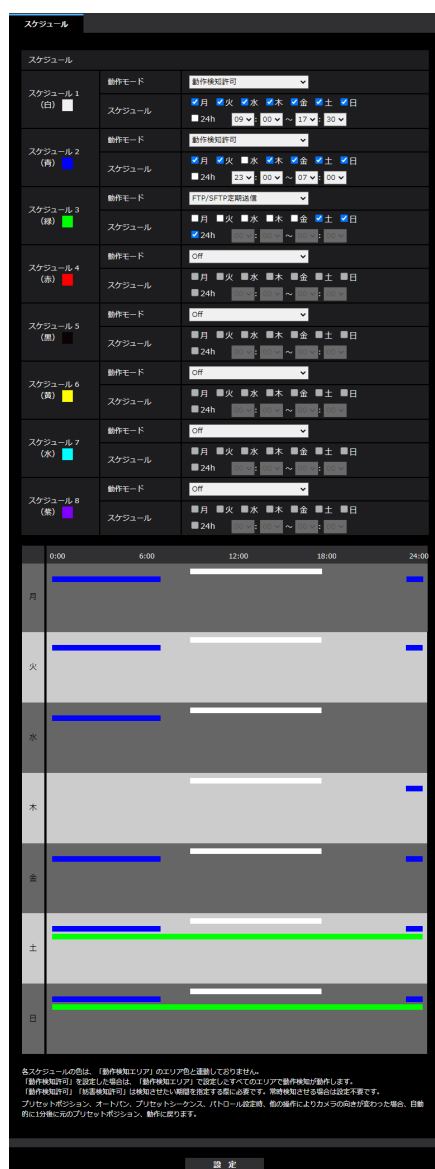 スケジュール
スケジュール
スケジュール 1
(白)
動作モード
動作検知許可
スケジュール
月 火 水 木 金 土 日
24h 09 : 00 ~ 17 : 30
スケジュール 2
(青)
動作モード
動作検知許可
スケジュール
月 火 水 木 金 土 日
24h 23 : 00 ~ 07 : 00
スケジュール 3
(緑)
動作モード
FTP/SFTP定期送信
スケジュール
月 火 水 木 金 土 日
24h 00 : 00 ~ 00 : 00
スケジュール 4
(赤)
動作モード
Off
スケジュール
月 火 水 木 金 土 日
24h 00 : 00 ~ 00 : 00
スケジュール 5
(黒)
動作モード
Off
スケジュール
月 火 水 木 金 土 日
24h 00 : 00 ~ 00 : 00
スケジュール 6
(黄)
動作モード
Off
スケジュール
月 火 水 木 金 土 日
24h 00 : 00 ~ 00 : 00
スケジュール 7
(水)
動作モード
Off
スケジュール
月 火 水 木 金 土 日
24h 00 : 00 ~ 00 : 00
スケジュール 8
(紫)
動作モード
Off
スケジュール
月 火 水 木 金 土 日
24h 00 : 00 ~ 00 : 00
0:00 6:00 12:00 18:00 24:00
月
火
水
木
金
土
日
各スケジュールの色は、「動作検知エリア」のエリア色と連動しておりません。
「動作検知許可」を設定した場合は、「動作検知エリア」で設定したすべてのエリアで動作検知が動作します。
「動作検知許可」「妨害検知許可」は検知させたい期間を指定する際に必要です。常時検知させる場合は設定不要です。
プリセットポジション、オートパン、プリセットシーケンス、パトロール設定時、他の操作によりカメラの向きが変わった場合、自動
的に1分後に元のプリセットポジション、動作に戻ります。
設 定